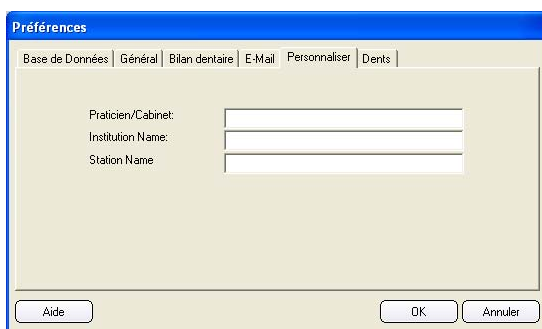 Préférences
Base de Données Général Bilan dentaire E-Mail Personnaliser Dents
Praticien/Cabinet:
Institution Name:
Station Name
Aide OK Annuler